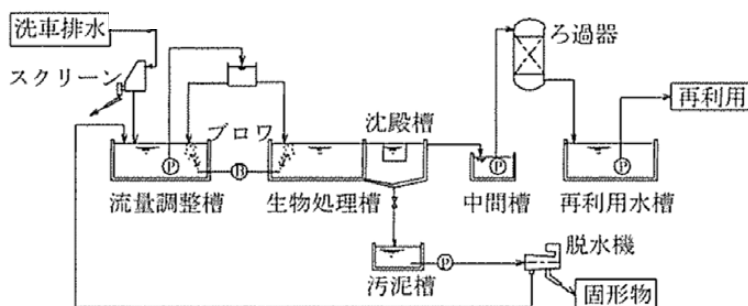 洗車排水
スクリーン
ろ過器
再利用
ブロワ
沈殿槽
P
B
P
P
流量調整槽
生物処理槽
中間槽
再利用水槽
P
脱水機
汚泥槽
固形物